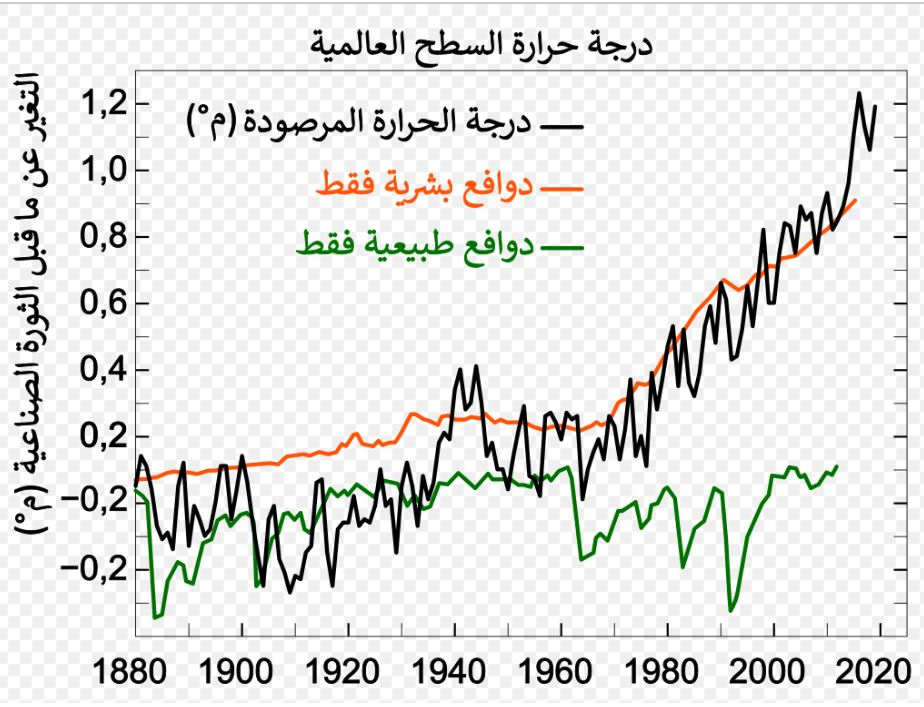 درجة حرارة السطح العالمية
درجة الحرارة المرصودة (م°)
دوافع بشرية فقط
دوافع طبيعية فقط
التغير عن ما قبل الثورة الصناعية (م°)
1,2
1,0
0,8
0,6
0,4
0,2
−0,2
−0,2
1880 1900 1920 1940 1960 1980 2000 2020